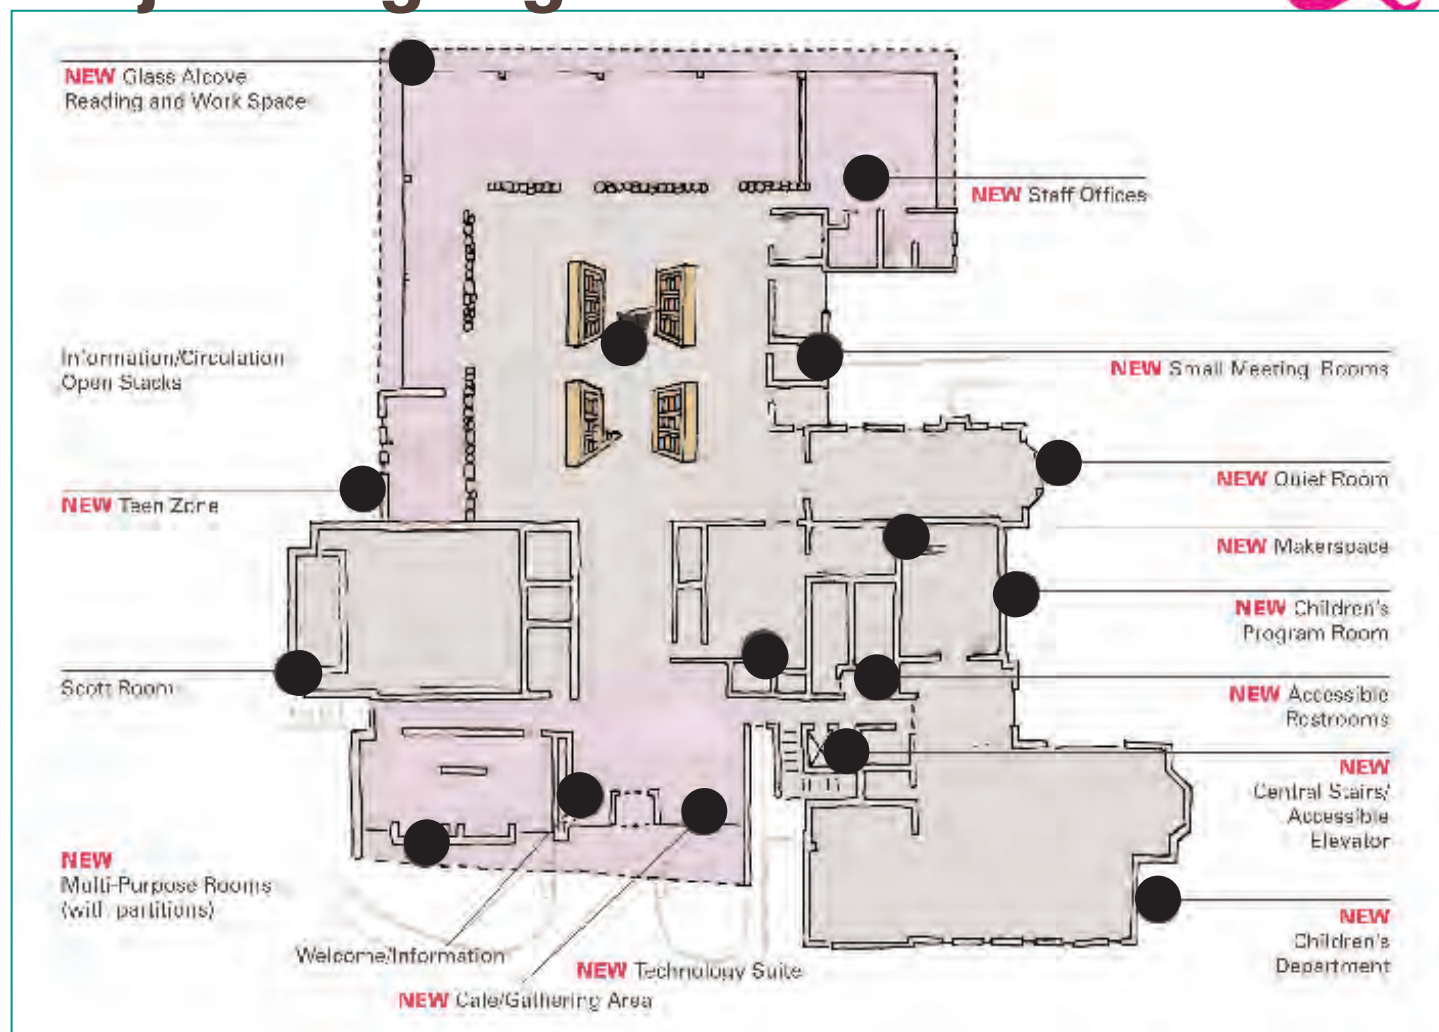 NEW Glass Alcove
Reading and Work Space
NEW Staff Offices
Information/Circulation
Open Stacks
NEW Small Meeting Rooms
NEW Quiet Room
NEW Teen Zone
NEW Makerspace
NEW Children's
Program Room
Scott Room
NEW Accessible
Restrooms
NEW
Central Stairs/
Accessible
Elevator
NEW
Multi-Purpose Rooms
(with partitions)
NEW
Children's
Department
Welcome/Information
NEW Technology Suite
NEW Cafe/Gathering Area